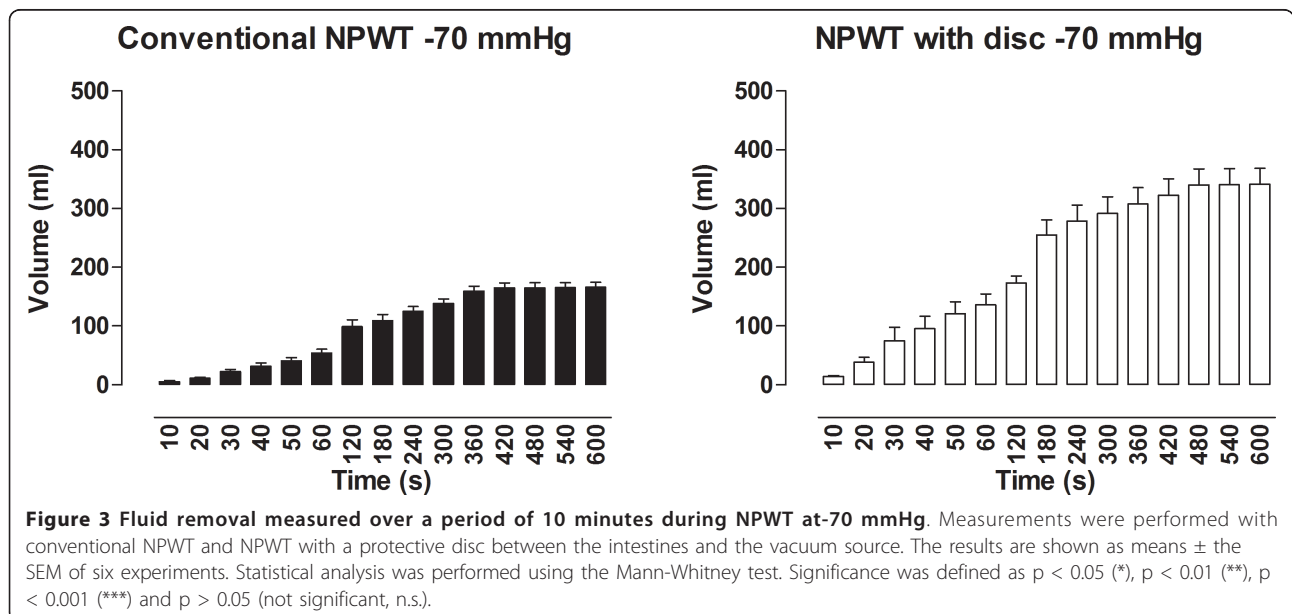 Conventional NPWT -70 mmHg
500
400
300
200
100
0
Volume (ml)
10 20 30 40 50 60 120 180 240 300 360 420 480 540 600
Time (s)
NPWT with disc -70 mmHg
500
400
300
200
100
0
Volume (ml)
10 20 30 40 50 60 120 180 240 300 360 420 480 540 600
Time (s)
Figure 3 Fluid removal measured over a period of 10 minutes during NPWT at-70 mmHg. Measurements were performed with
conventional NPWT and NPWT with a protective disc between the intestines and the vacuum source. The results are shown as means ± the
SEM of six experiments. Statistical analysis was performed using the Mann-Whitney test. Significance was defined as p < 0.05 (*), p < 0.01 (**), p
< 0.001 (***) and p > 0.05 (not significant, n.s.).